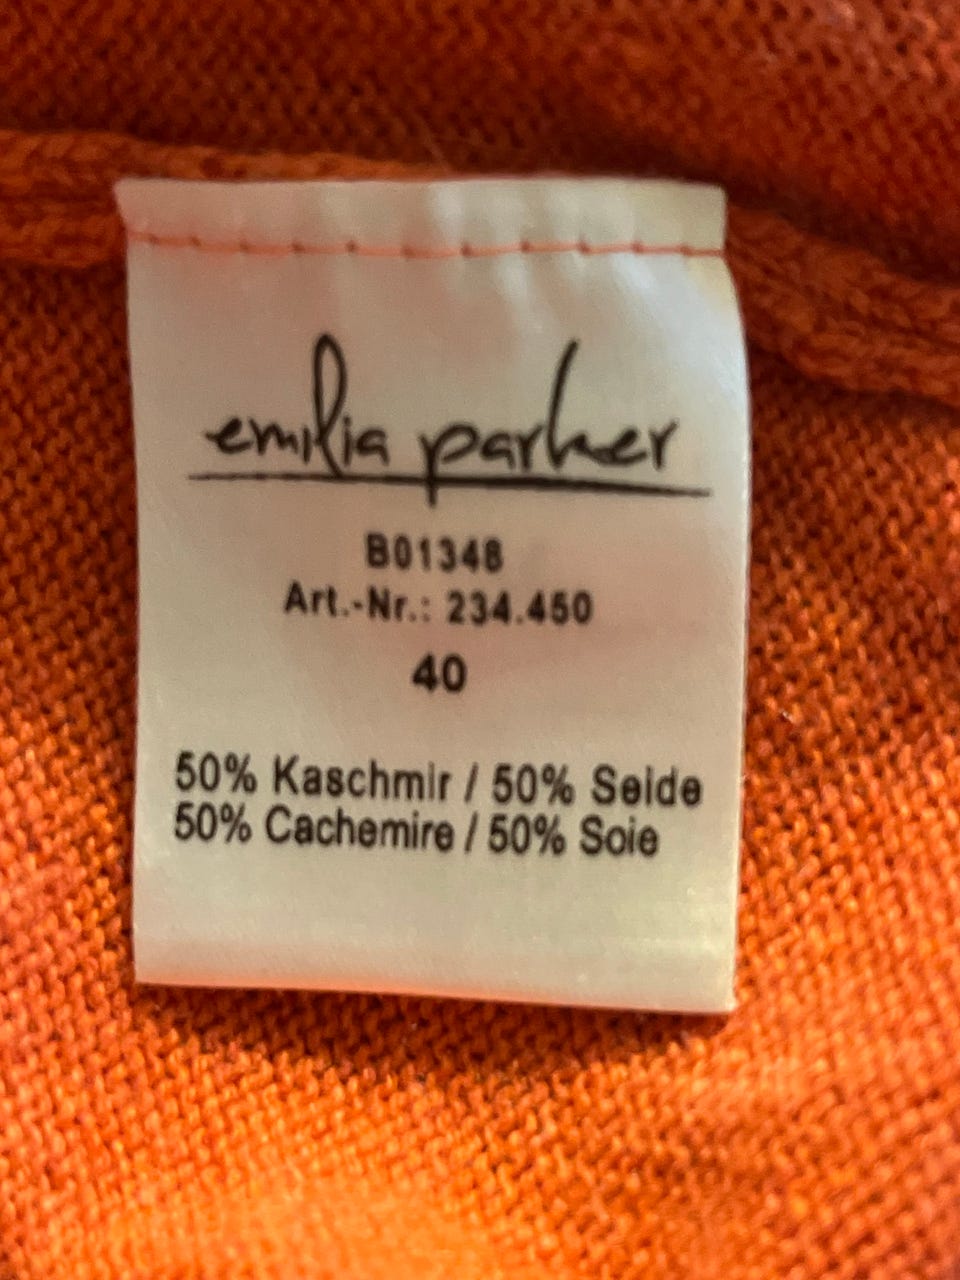 emilia parker
B01348
Art.-Nr.: 234.450
40
50% Kaschmir / 50% Seide
50% Cachemire / 50% Soie